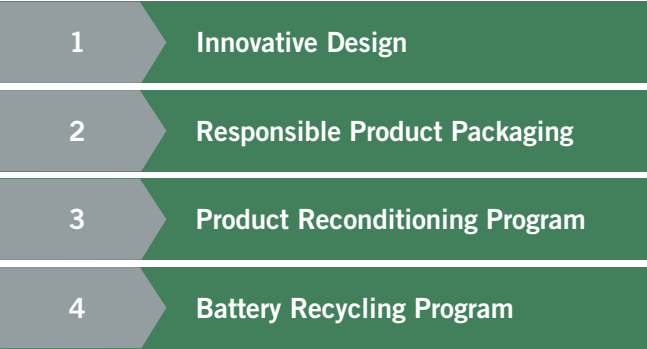 1 Innovative Design
2 Responsible Product Packaging
3 Product Reconditioning Program
4 Battery Recycling Program